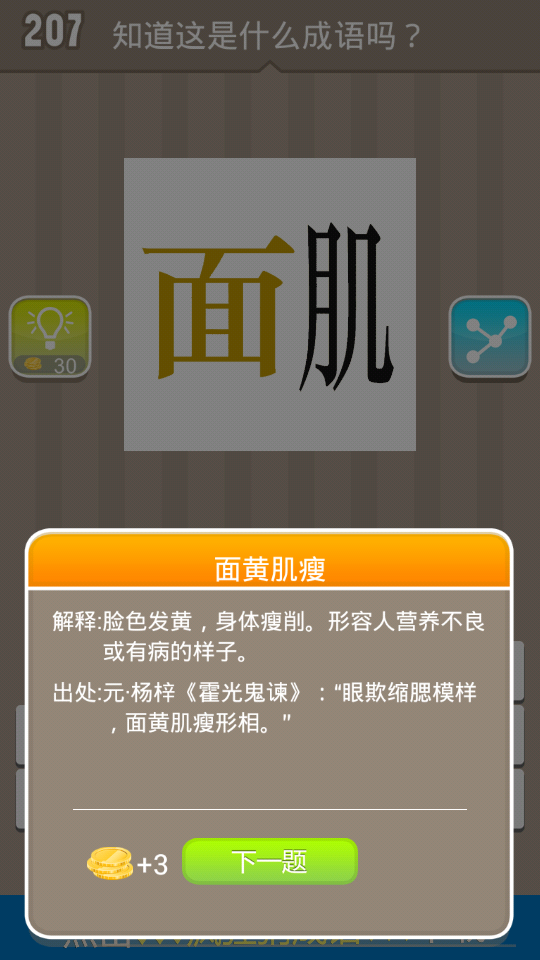 207 知道这是什么成语吗？
面肌
30
面黄肌瘦
解释:脸色发黄，身体瘦削。形容人营养不良
或有病的样子。
出处:元·杨梓《霍光鬼谏》：“眼欺缩腮模样
，面黄肌瘦形相。”
+3 下一题